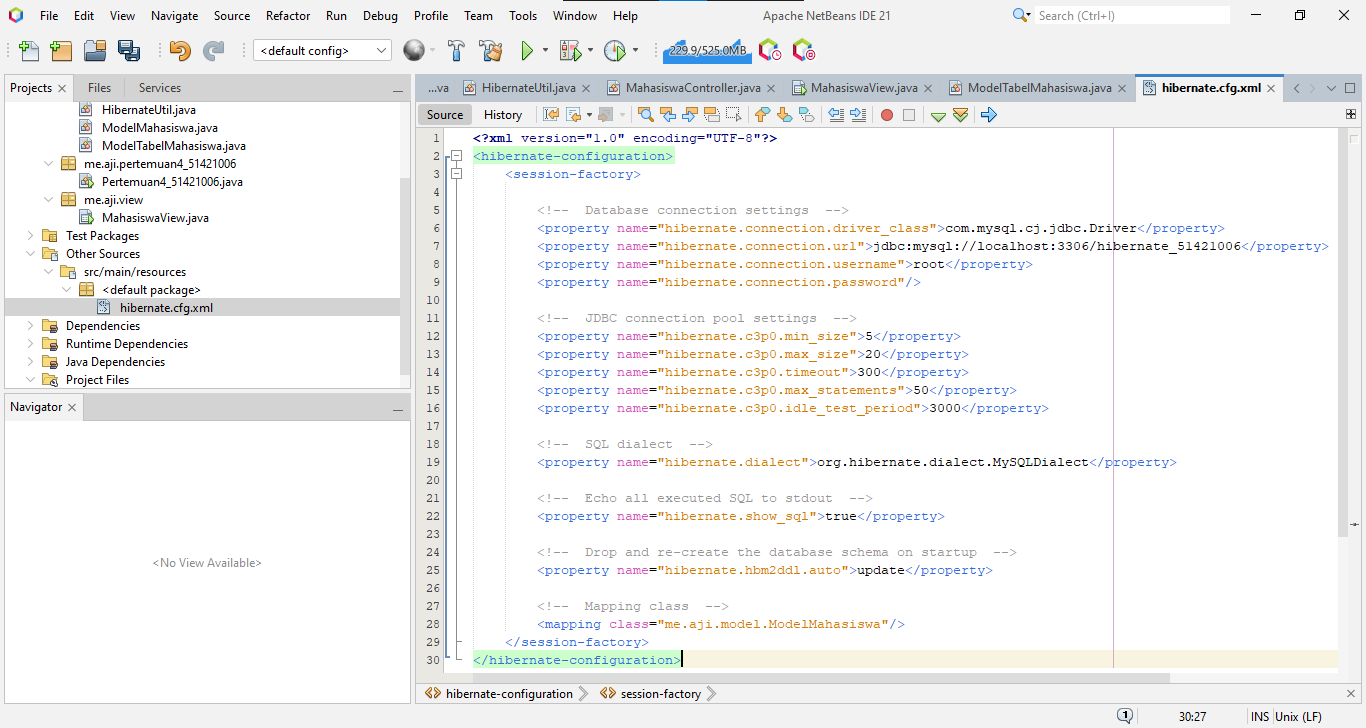 File Edit View Navigate Source Refactor Run Debug Profile Team Tools Window Help
Apache NetBeans IDE 21
Search (Ctrl+I)
<default config>
229.9/525.0MB
Projects
Files
Services
HibernateUtil.java
ModelMahasiswa.java
ModelTabelMahasiswa.java
me.aji.pertemuan4_51421006
Pertemuan4_51421006.java
me.aji.view
MahasiswaView.java
Test Packages
Other Sources
src/main/resources
<default package>
hibernate.cfg.xml
Dependencies
Runtime Dependencies
Java Dependencies
Project Files
Navigator
<No View Available>
...va HibernateUtil.java MahasiswaController.java MahasiswaView.java ModelTabelMahasiswa.java hibernate.cfg.xml
Source History
1 <?xml version="1.0" encoding="UTF-8"?>
2 <hibernate-configuration>
3 <session-factory>
4
5 <!-- Database connection settings -->
6 <property name="hibernate.connection.driver_class">com.mysql.cj.jdbc.Driver</property>
7 <property name="hibernate.connection.url">jdbc:mysql://localhost:3306/hibernate_51421006</property>
8 <property name="hibernate.connection.username">root</property>
9 <property name="hibernate.connection.password"/>
10
11 <!-- JDBC connection pool settings -->
12 <property name="hibernate.c3p0.min_size">5</property>
13 <property name="hibernate.c3p0.max_size">20</property>
14 <property name="hibernate.c3p0.timeout">300</property>
15 <property name="hibernate.c3p0.max_statements">50</property>
16 <property name="hibernate.c3p0.idle_test_period">3000</property>
17
18 <!-- SQL dialect -->
19 <property name="hibernate.dialect">org.hibernate.dialect.MySQLDialect</property>
20
21 <!-- Echo all executed SQL to stdout -->
22 <property name="hibernate.show_sql">true</property>
23
24 <!-- Drop and re-create the database schema on startup -->
25 <property name="hibernate.hbm2ddl.auto">update</property>
26
27 <!-- Mapping class -->
28 <mapping class="me.aji.model.ModelMahasiswa"/>
29 </session-factory>
30 </hibernate-configuration>
hibernate-configuration session-factory
1 30:27 INS Unix (LF)